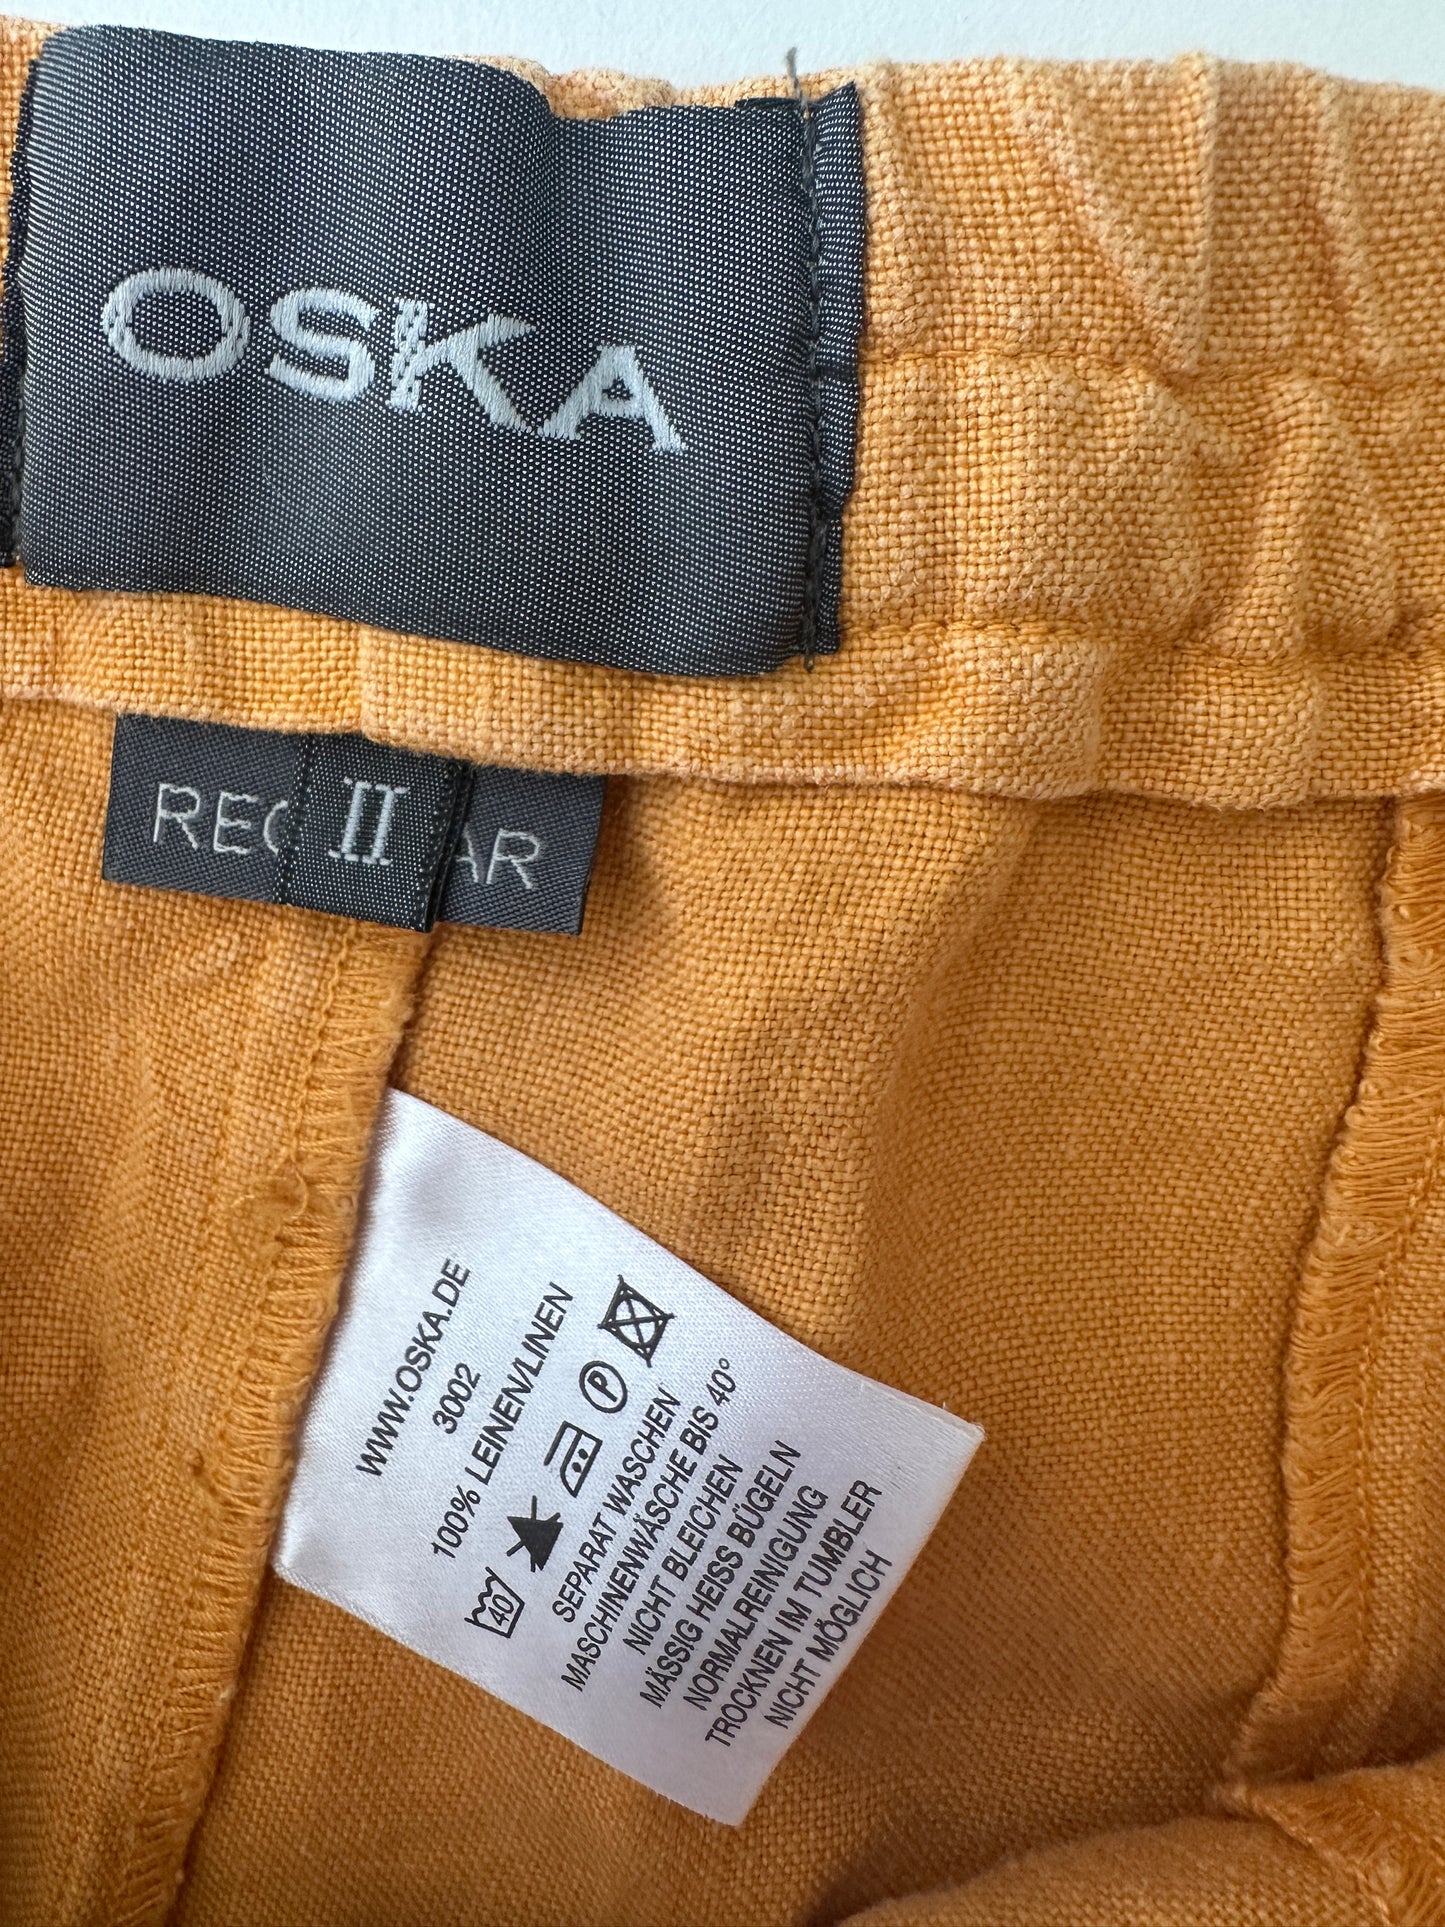 OSKA
II
AR
WWW.OSKA.DE
3002
100% LEINEN/LINEN
40 P
SEPARAT WASCHEN
MASCHINENWÄSCHE BIS 40°
NICHT BLEICHEN
MÄSSIG HEISS BÜGELN
NORMALREINIGUNG
TROCKNEN IM TUMBLER
NICHT MÖGLICH